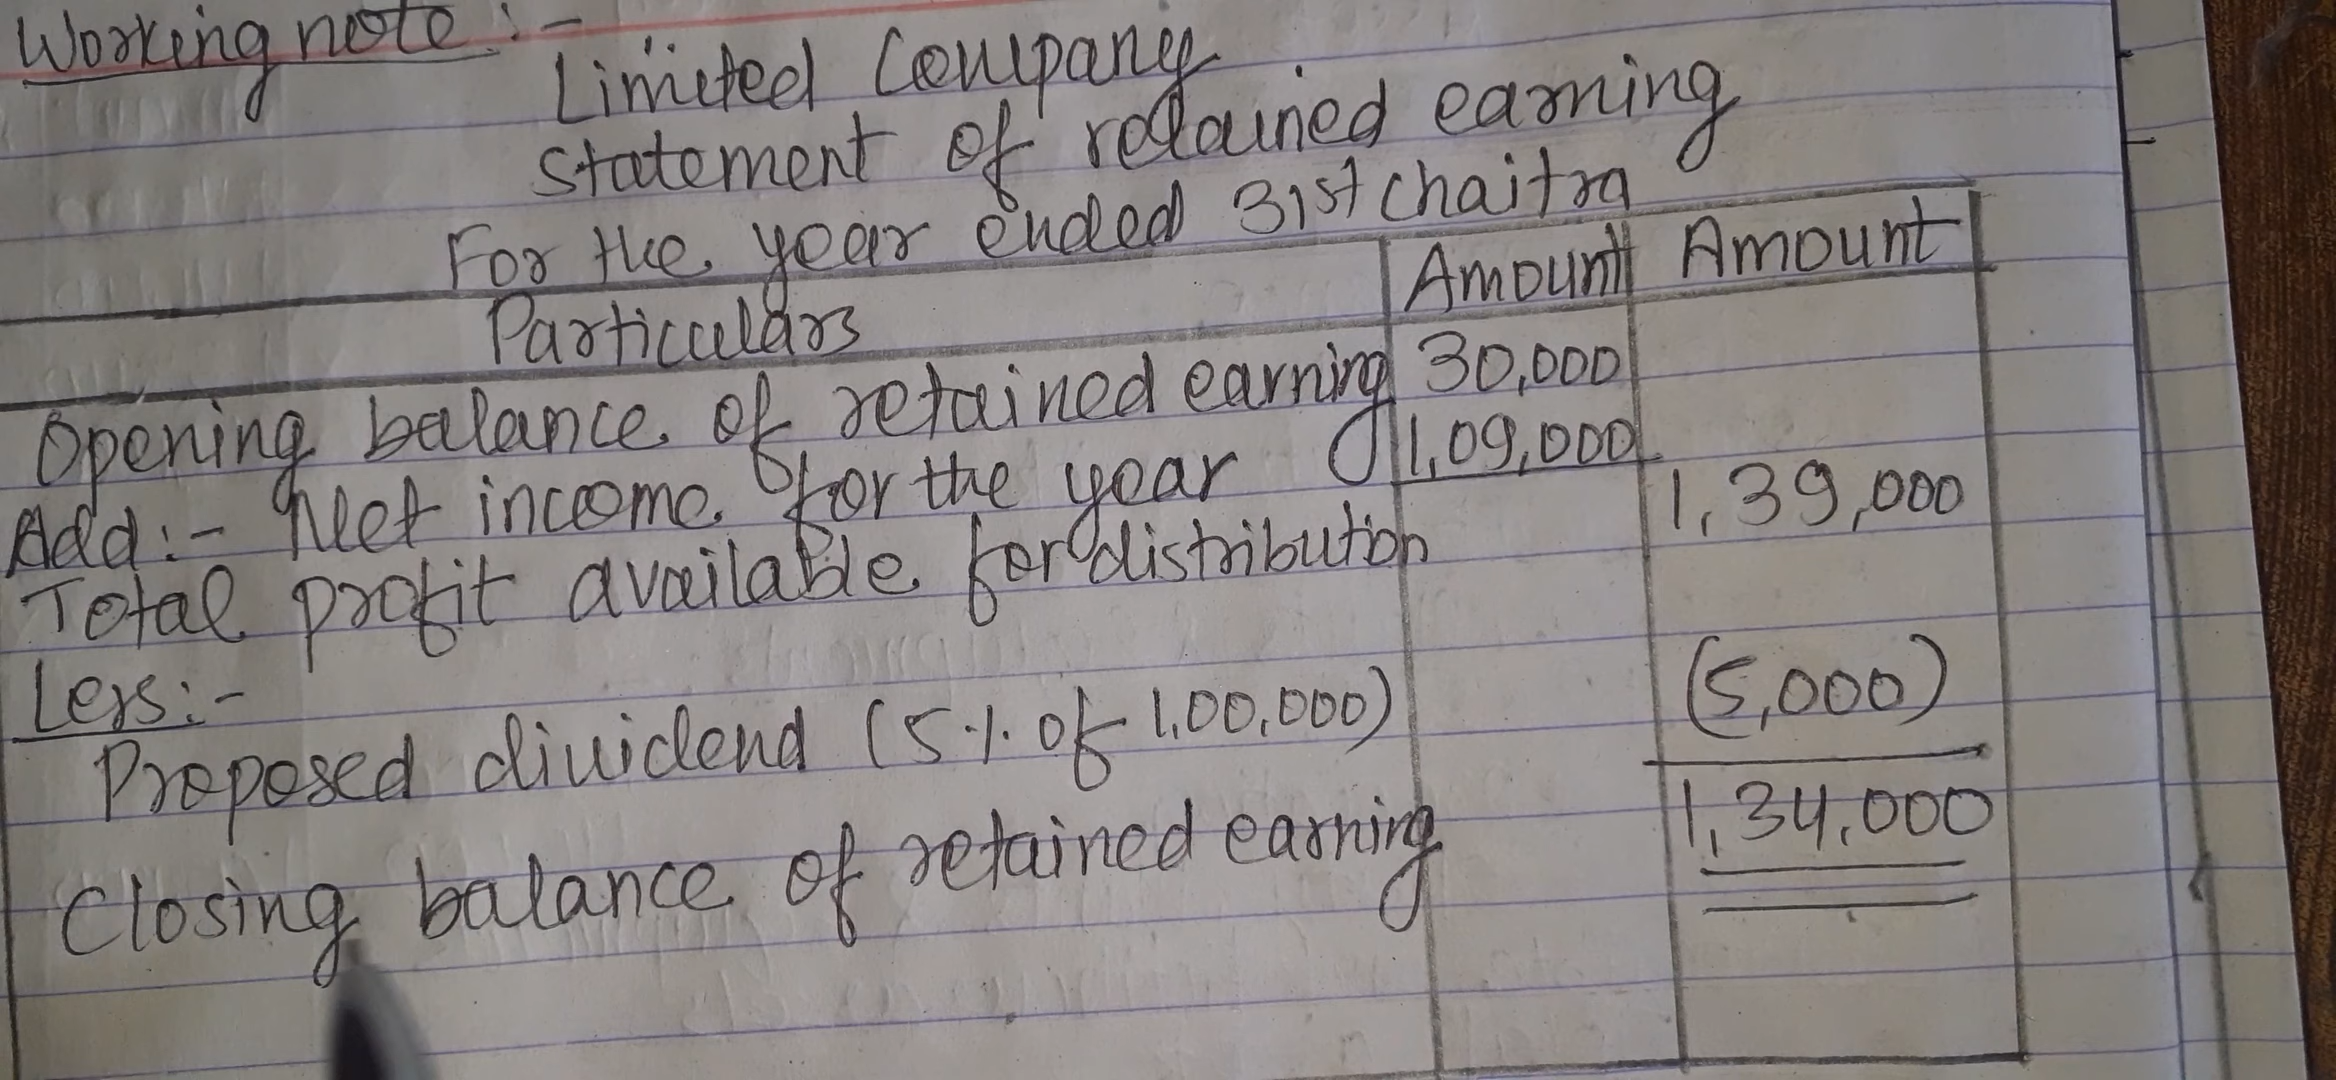 Working note :-
Limited Company
Statement of retained earning
For the year ended 31st chaitra
Particulars Amount Amount
Opening balance of retained earning 30,000
Add:- Net income for the year 1,09,000
Total profit available for distribution 1,39,000
Less:-
Proposed dividend (5% of 1,00,000) (5,000)
Closing balance of retained earning 1,34,000